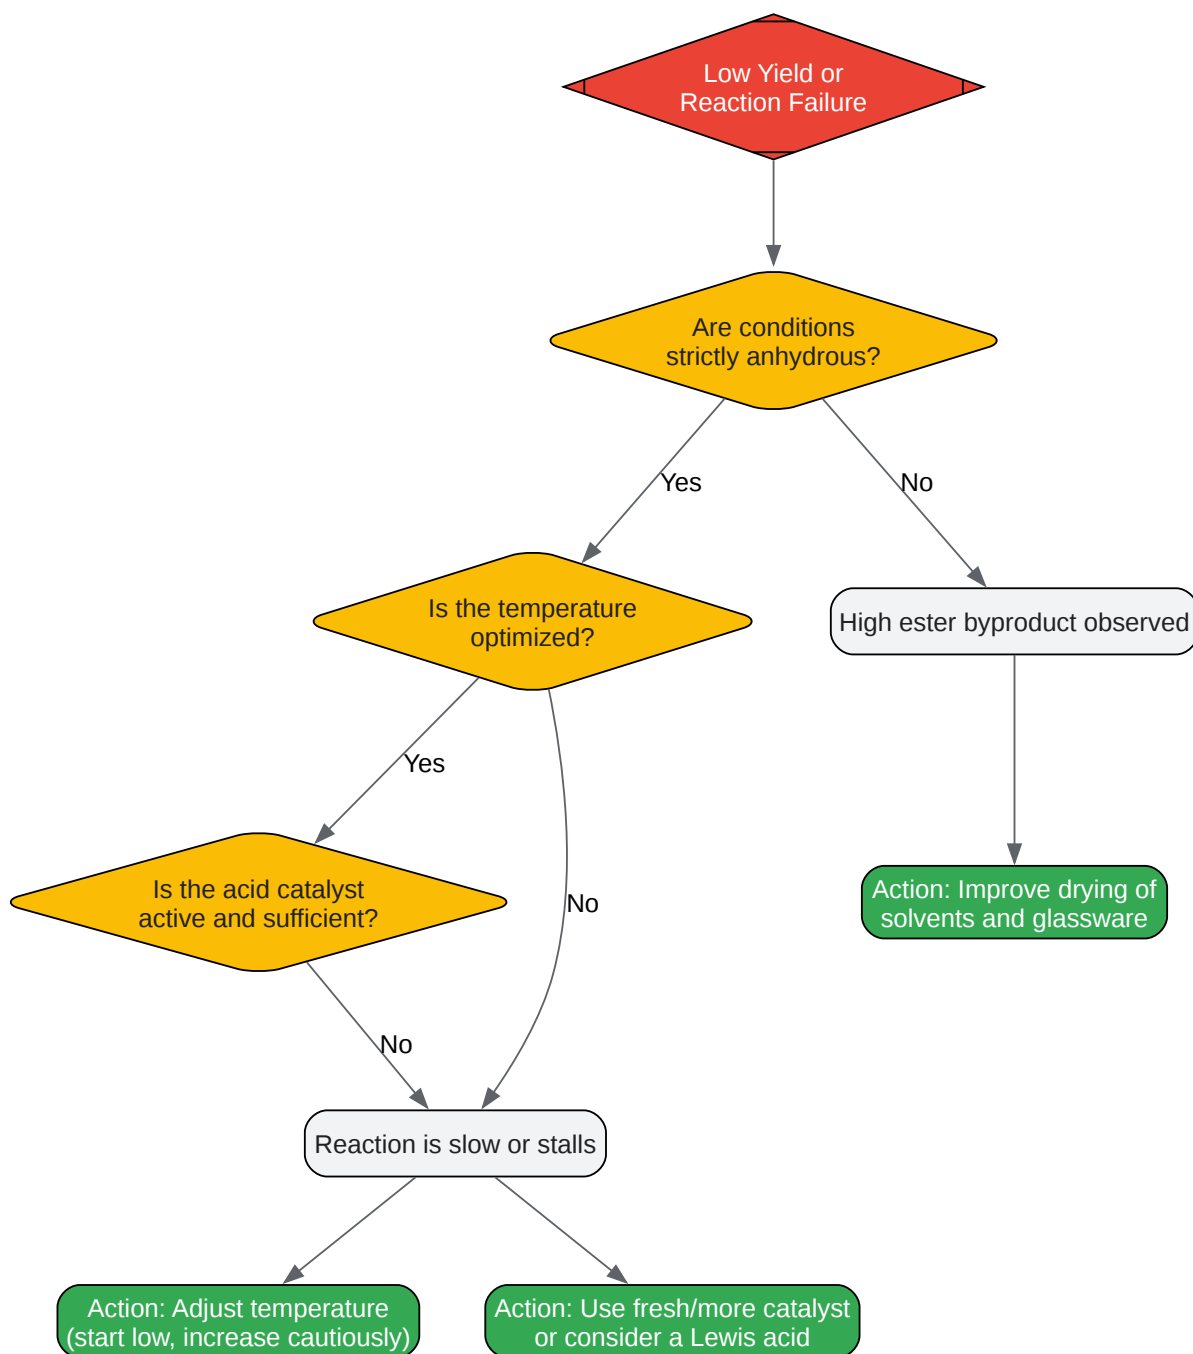 Low Yield or
Reaction Failure
Are conditions
strictly anhydrous?
Yes
No
Is the temperature
optimized?
High ester byproduct observed
Yes
Is the acid catalyst
active and sufficient?
No
Action: Improve drying of
solvents and glassware
No
Reaction is slow or stalls
Action: Adjust temperature
(start low, increase cautiously)
Action: Use fresh/more catalyst
or consider a Lewis acid